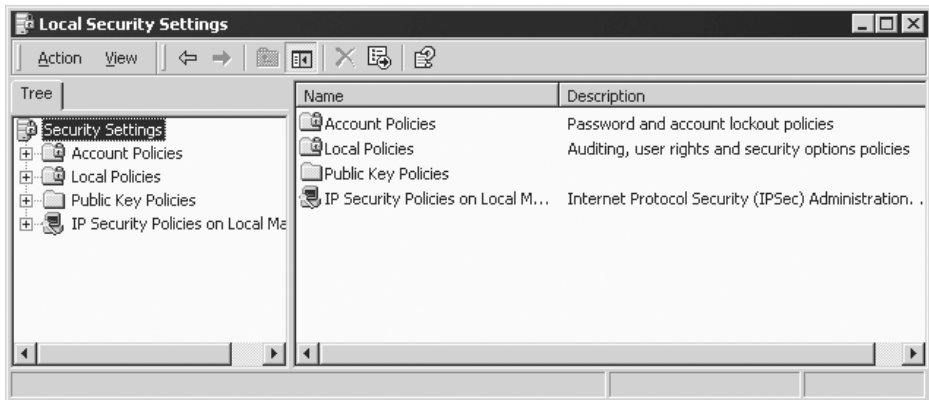 Local Security Settings
Action View
Tree
Security Settings
Account Policies
Local Policies
Public Key Policies
IP Security Policies on Local Ma
Name Description
Account Policies Password and account lockout policies
Local Policies Auditing, user rights and security options policies
Public Key Policies
IP Security Policies on Local M... Internet Protocol Security (IPSec) Administration. .